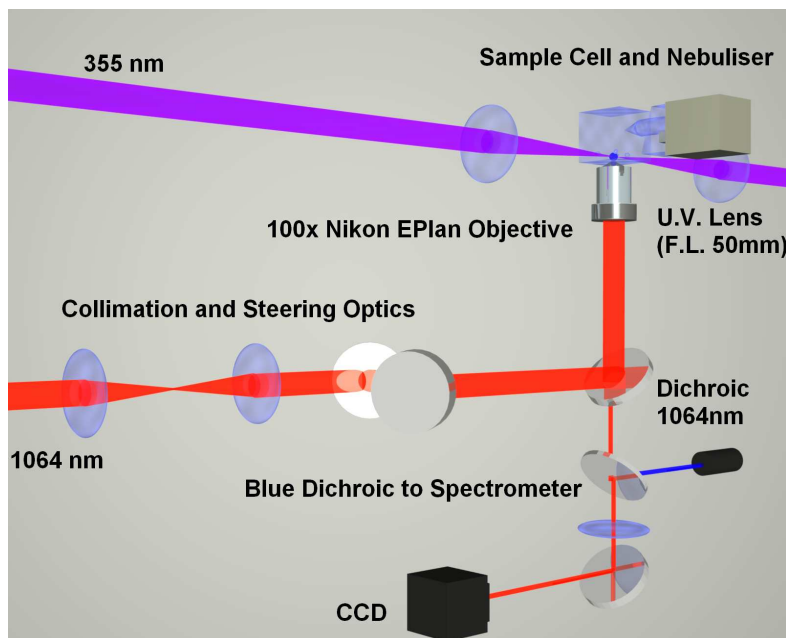 355 nm
Sample Cell and Nebuliser
100x Nikon EPlan Objective
U.V. Lens
(F.L. 50mm)
Collimation and Steering Optics
1064 nm
Dichroic
1064nm
Blue Dichroic to Spectrometer
CCD